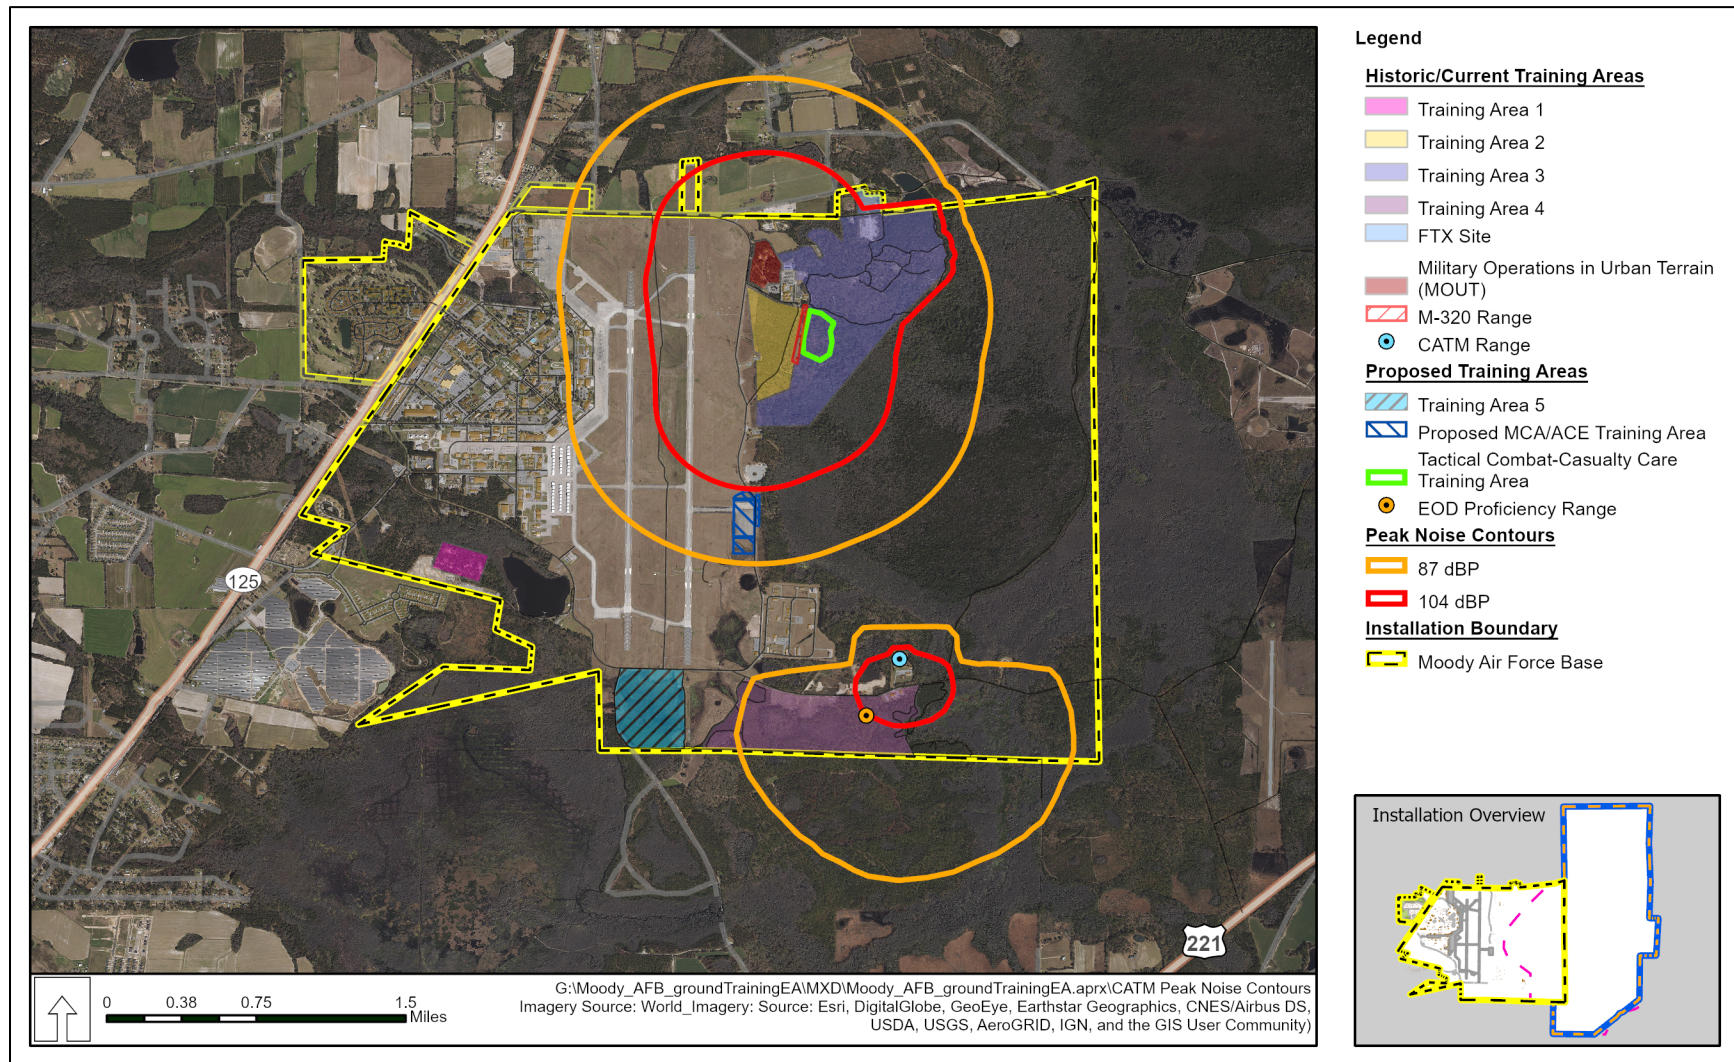 Legend
Historic/Current Training Areas
Training Area 1
Training Area 2
Training Area 3
Training Area 4
FTX Site
Military Operations in Urban Terrain
(MOUT)
M-320 Range
CATM Range
Proposed Training Areas
Training Area 5
Proposed MCA/ACE Training Area
Tactical Combat-Casualty Care
Training Area
EOD Proficiency Range
Peak Noise Contours
87 dBP
104 dBP
Installation Boundary
Moody Air Force Base
125
221
Installation Overview
0 0.38 0.75 1.5
Miles
G:\Moody_AFB_groundTrainingEA\MXD\Moody_AFB_groundTrainingEA.aprx\CATM Peak Noise Contours
Imagery Source: World_Imagery: Source: Esri, DigitalGlobe, GeoEye, Earthstar Geographics, CNES/Airbus DS,
USDA, USGS, AeroGRID, IGN, and the GIS User Community)